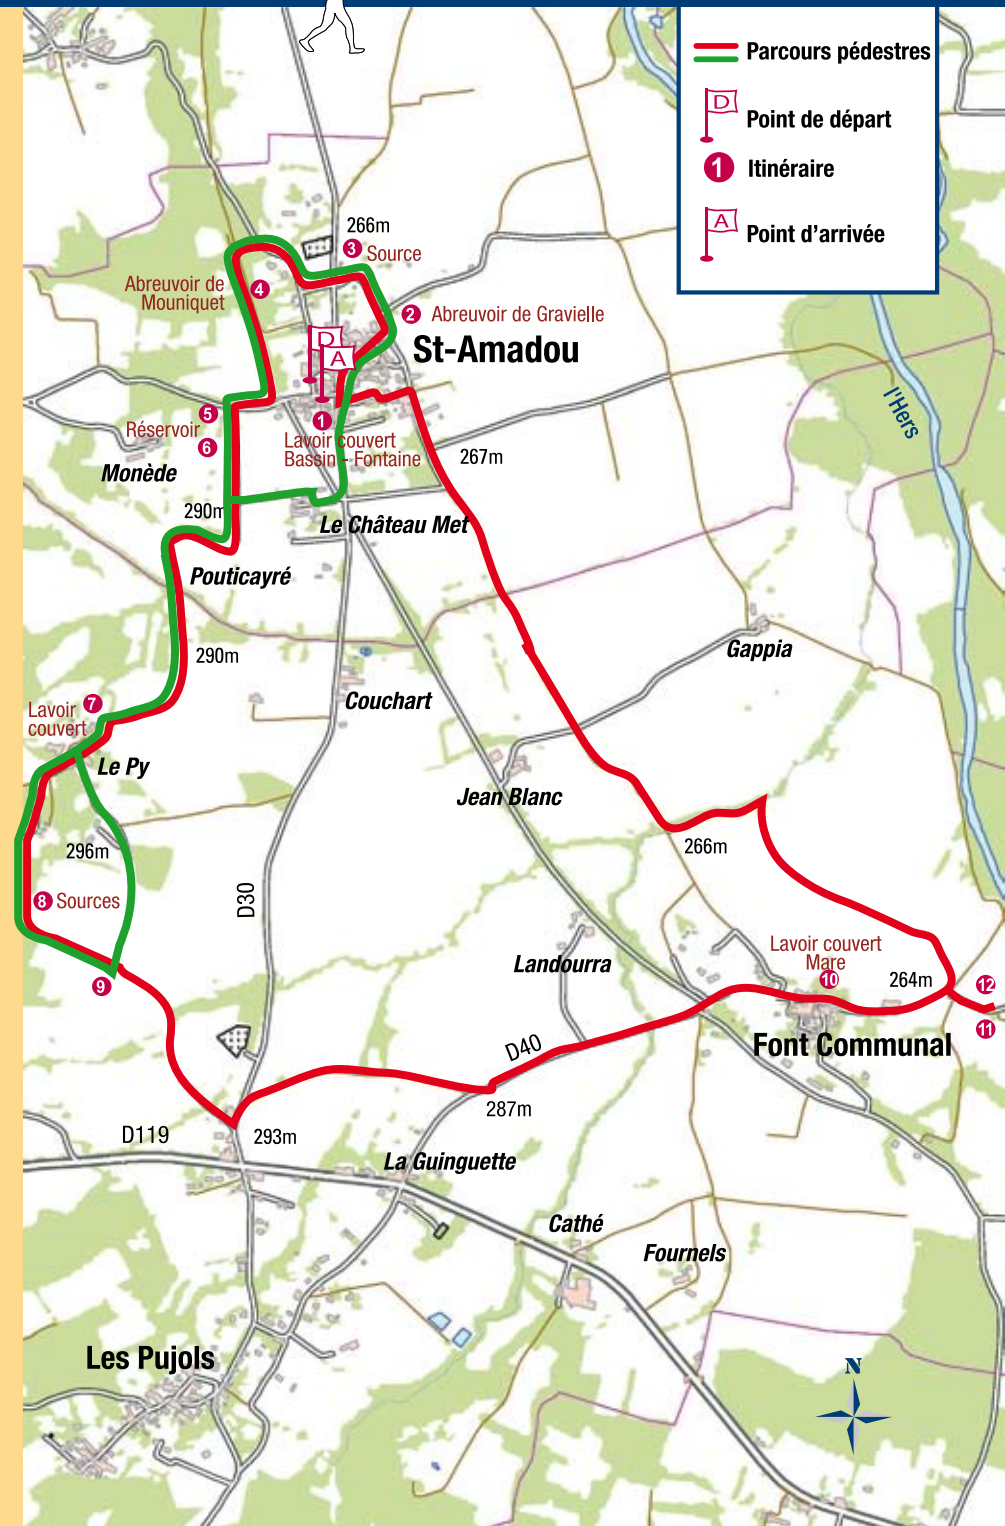 Parcours pédestres
D
Point de départ
1 Itinéraire
A
Point d'arrivée
266m
3 Source
Abreuvoir de
Mouniquet
4
2 Abreuvoir de Gravielle
D
A
St-Amadou
l'Hers
5
Réservoir
6
1
Lavoir couvert
Bassin - Fontaine
267m
Monède
290m
Le Château Met
Pouticayré
290m
Gappia
Couchart
7
Lavoir
couvert
Le Py
Jean Blanc
296m
266m
D30
8 Sources
9
Landourra
Lavoir couvert
Mare
10
264m
12
11
Font Communal
D40
287m
293m
D119
La Guinguette
Cathé
Fournels
Les Pujols
N